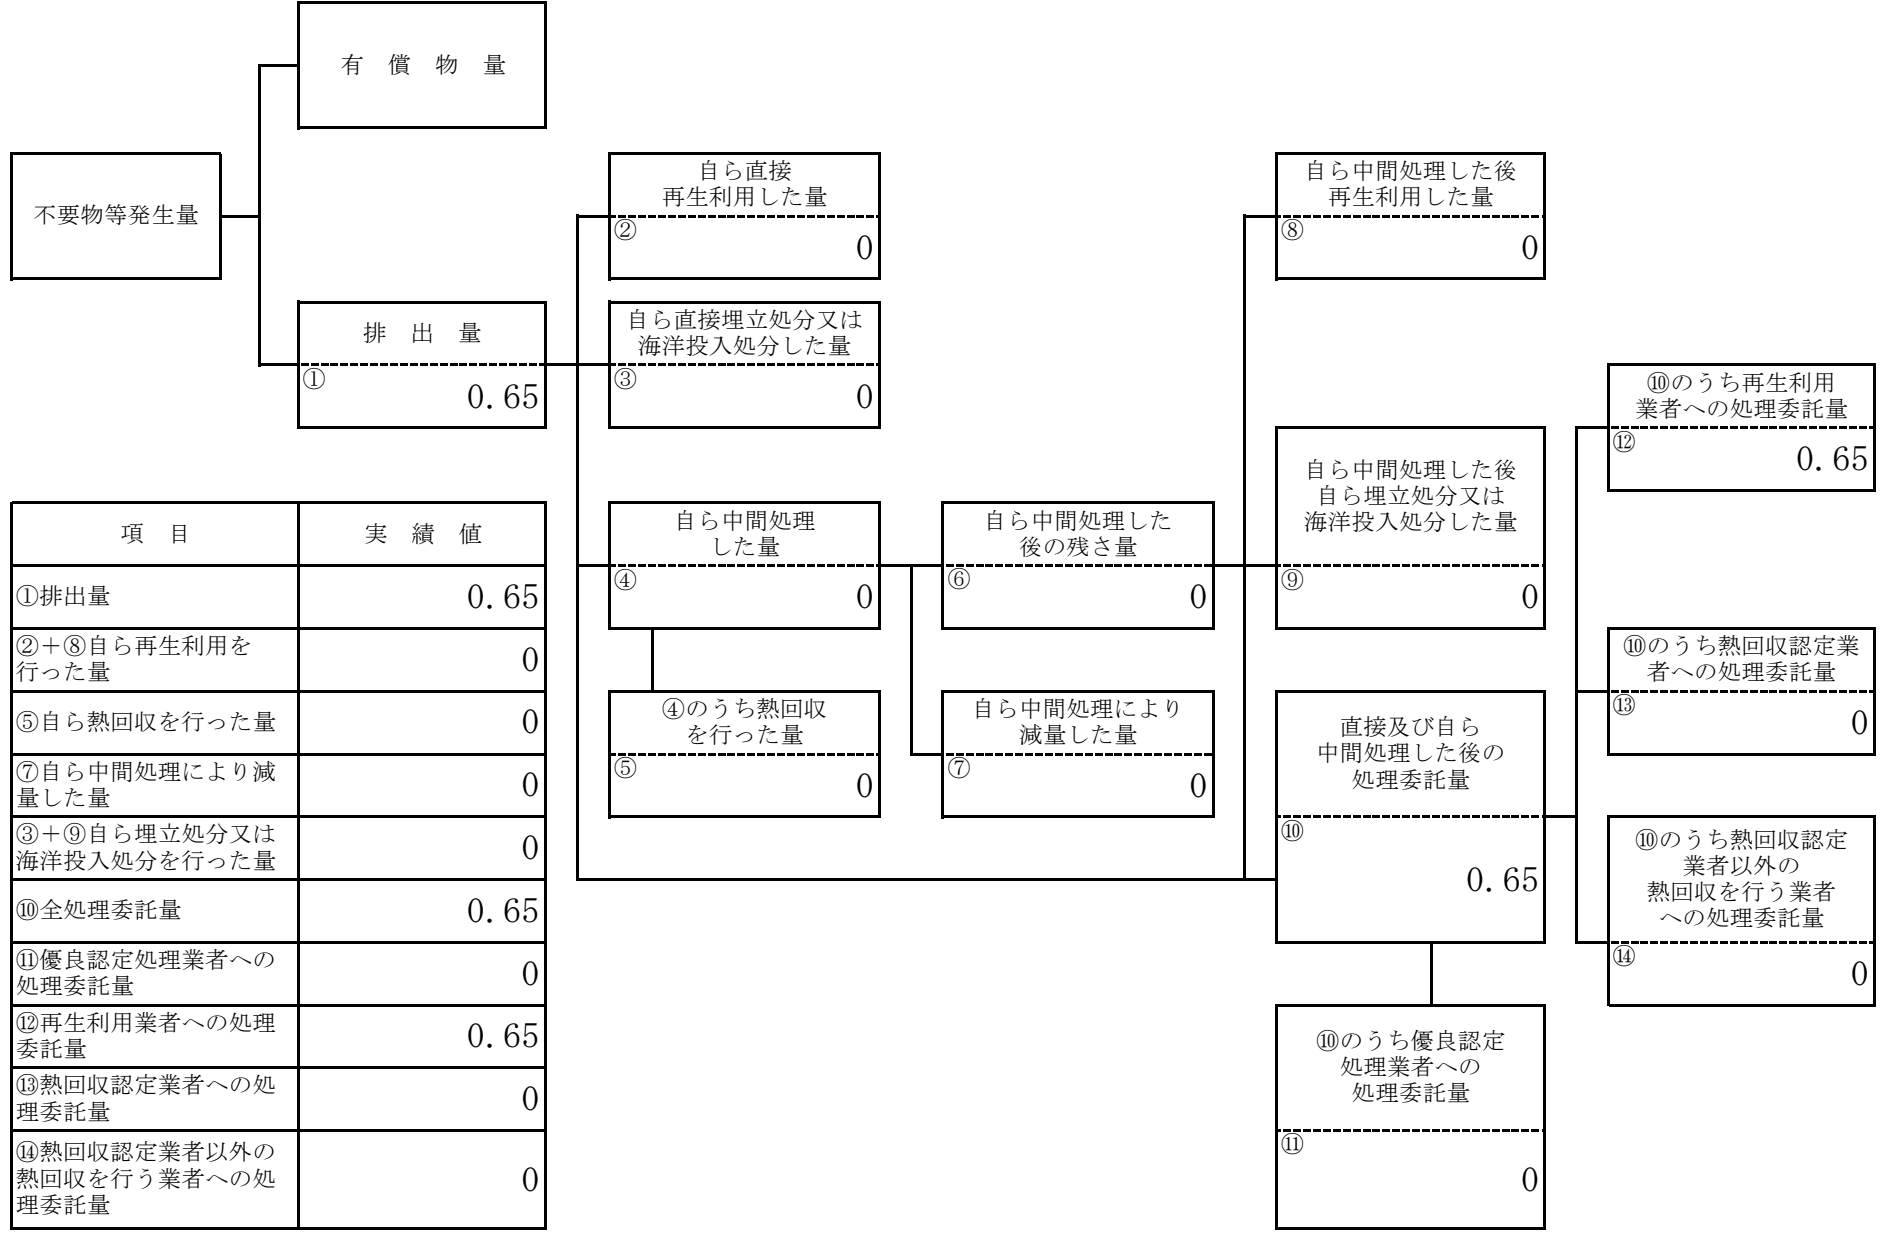 有 償 物 量
不要物等発生量
排 出 量
①
0.65
自ら直接
再生利用した量
②
0
自ら直接埋立処分又は
海洋投入処分した量
③
0
自ら中間処理
した量
④
0
④のうち熱回収
を行った量
⑤
0
自ら中間処理した
後の残さ量
⑥
0
自ら中間処理により
減量した量
⑦
0
自ら中間処理した後
再生利用した量
⑧
0
自ら中間処理した後
自ら埋立処分又は
海洋投入処分した量
⑨
0
直接及び自ら
中間処理した後の
処理委託量
⑩
0.65
⑩のうち優良認定
処理業者への
処理委託量
⑪
0
⑩のうち再生利用
業者への処理委託量
⑫
0.65
⑩のうち熱回収認定業
者への処理委託量
⑬
0
⑩のうち熱回収認定
業者以外の
熱回収を行う業者
への処理委託量
⑭
0
項 目 実 績 値
①排出量 0.65
②＋⑧自ら再生利用を
行った量 0
⑤自ら熱回収を行った量 0
⑦自ら中間処理により減
量した量 0
③＋⑨自ら埋立処分又は
海洋投入処分を行った量 0
⑩全処理委託量 0.65
⑪優良認定処理業者への
処理委託量 0
⑫再生利用業者への処理
委託量 0.65
⑬熱回収認定業者への処
理委託量 0
⑭熱回収認定業者以外の
熱回収を行う業者への処
理委託量 0